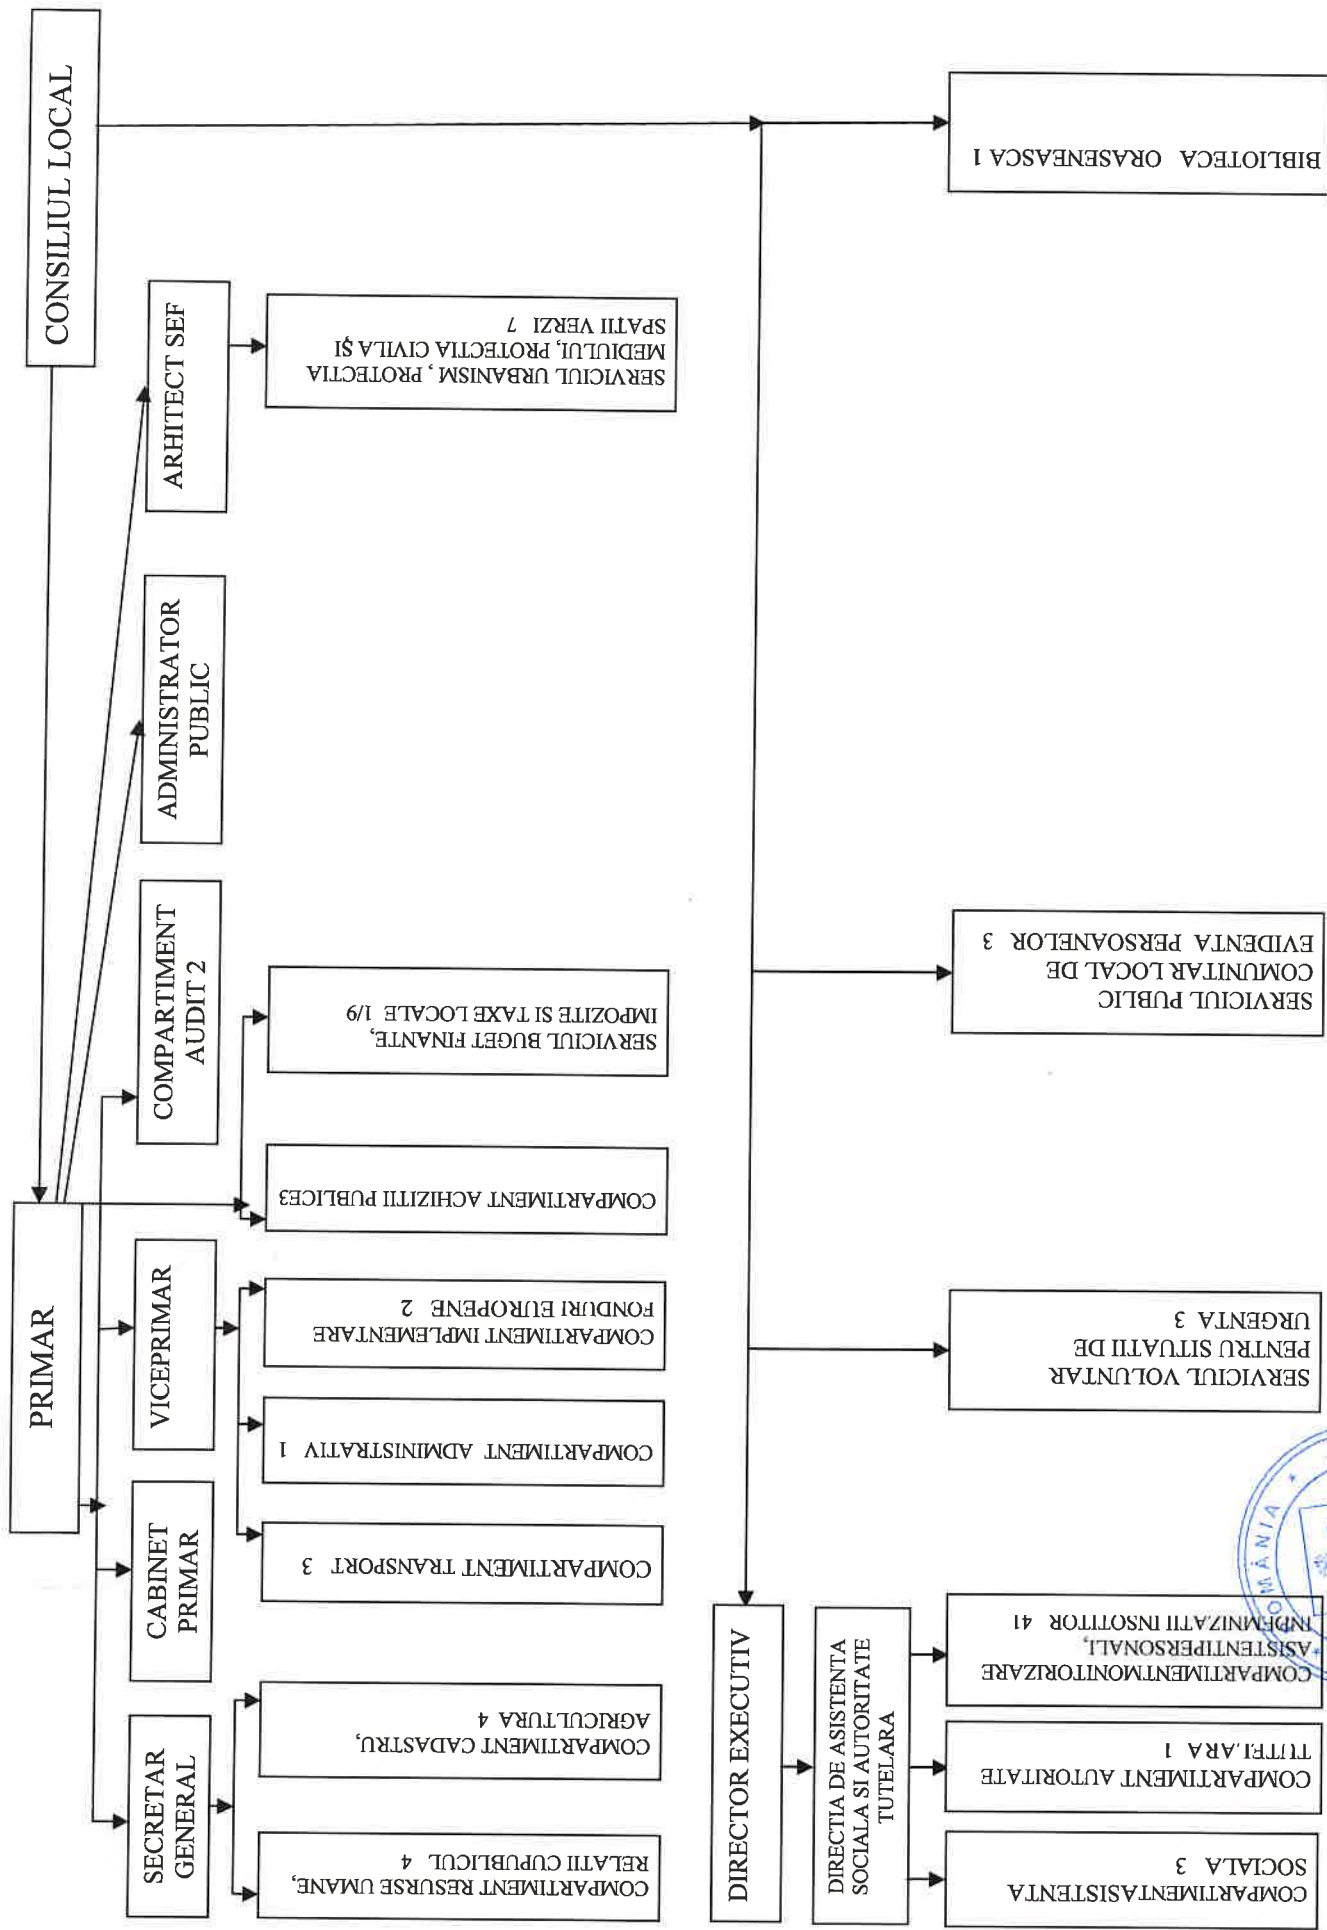 CONSILIUL LOCAL
PRIMAR
SECRETAR
GENERAL
CABINET
PRIMAR
VICEPRIMAR
COMPARTIMENT
AUDIT 2
ADMINISTRATOR
PUBLIC
ARHITECT SEF
COMPARTIMENT RESURSE UMANE,
RELATII CUPUBLICUL 4
COMPARTIMENT CADASTRU,
AGRICULTURA 4
COMPARTIMENT TRANSPORT 3
COMPARTIMENT ADMINISTRATIV 1
COMPARTIMENT IMPLEMENTARE
FONDURI EUROPENE 2
COMPARTIMENT ACHIZITII PUBLICE3
SERVICIUL BUGET FINANTE,
IMPOZITE SI TAXE LOCALE 1/9
SERVICIUL URBANISM , PROTECTIA
MEDIULUI, PROTECTIA CIVILA ȘI
SPATII VERZI 7
DIRECTOR EXECUTIV
DIRECTIA DE ASISTENTA
SOCIALA SI AUTORITATE
TUTELARA
COMPARTIMENTASISTENTA
SOCIALA 3
COMPARTIMENT AUTORITATE
TUTELARA 1
COMPARTIMENTMONITORIZARE
ASISTENTIPERSONALI,
INDEMNIZATII INSOTITOR 41
SERVICIUL VOLUNTAR
PENTRU SITUATII DE
URGENTA 3
SERVICIUL PUBLIC
COMUNITAR LOCAL DE
EVIDENTA PERSOANELOR 3
BIBLIOTECA ORASENEASCA 1
ROMÂNIA